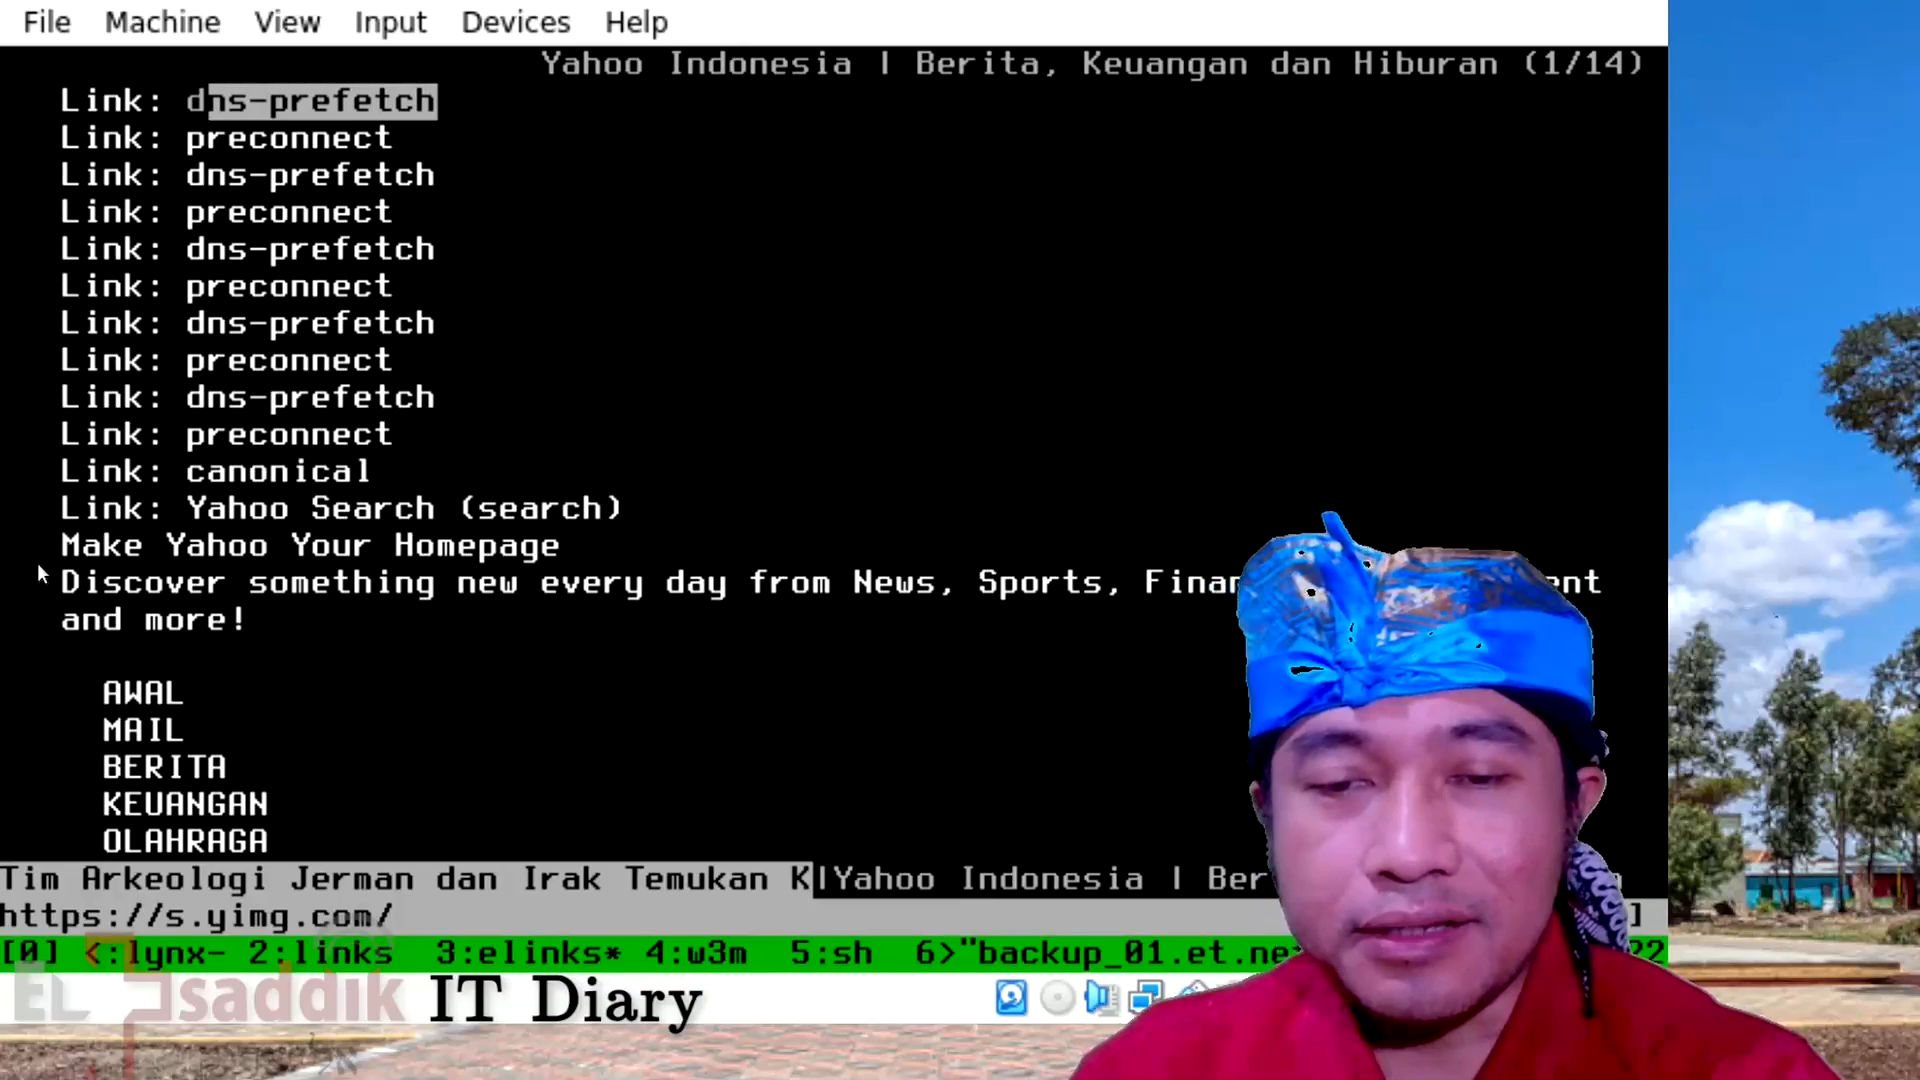 File Machine View Input Devices Help
Yahoo Indonesia | Berita, Keuangan dan Hiburan (1/14)
Link: dns-prefetch
Link: preconnect
Link: dns-prefetch
Link: preconnect
Link: dns-prefetch
Link: preconnect
Link: dns-prefetch
Link: preconnect
Link: dns-prefetch
Link: preconnect
Link: canonical
Link: Yahoo Search (search)
Make Yahoo Your Homepage
Discover something new every day from News, Sports,
and more!
AWAL
MAIL
BERITA
KEUANGAN
OLAHRAGA
Tim Arkeologi Jerman dan Irak Temukan K|Yahoo Indonesia | Ber
https://s.yimg.com/ ]
[0] <:lynx- 2:links 3:elinks* 4:w3m 5:sh 6>"backup_01.et.ne 22
EL saddik IT Diary